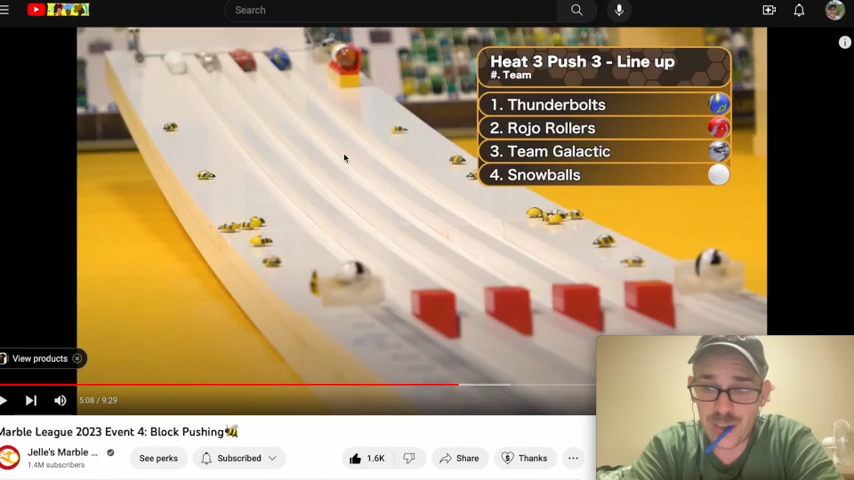 Search
Heat 3 Push 3 - Line up
#. Team
1. Thunderbolts
2. Rojo Rollers
3. Team Galactic
4. Snowballs
View products
5:08 / 9:29
Marble League 2023 Event 4: Block Pushing🐝
Jelle's Marble ...
1.4M subscribers
See perks
Subscribed
1.6K
Share
Thanks